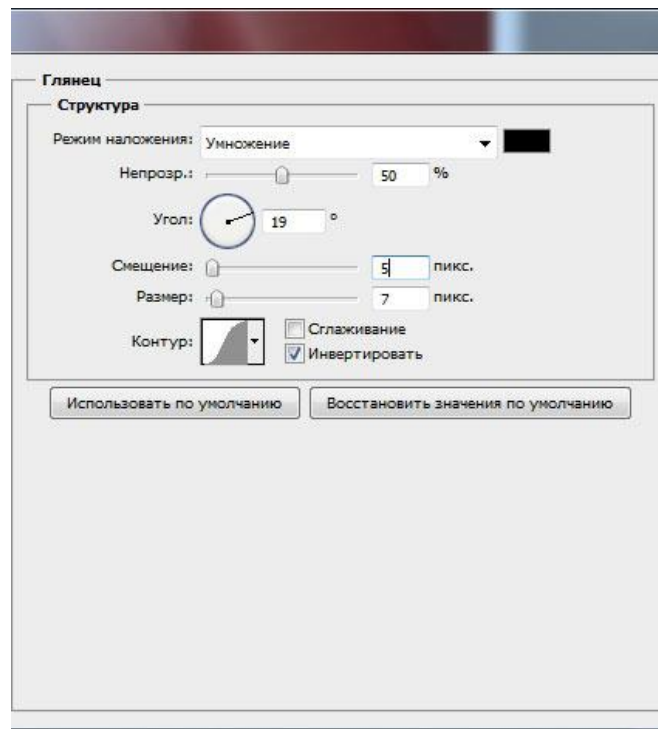 Глянец
Структура
Режим наложения: Умножение
Непрозр.: 50 %
Угол: 19 °
Смещение: 5 пикс.
Размер: 7 пикс.
Контур: Сглаживание
Инвертировать
Использовать по умолчанию Восстановить значения по умолчанию